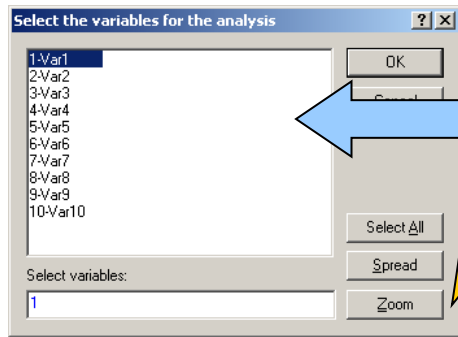 Select the variables for the analysis
1-Var1
2-Var2
3-Var3
4-Var4
5-Var5
6-Var6
7-Var7
8-Var8
9-Var9
10-Var10
OK
Select All
Spread
Zoom
Select variables:
1